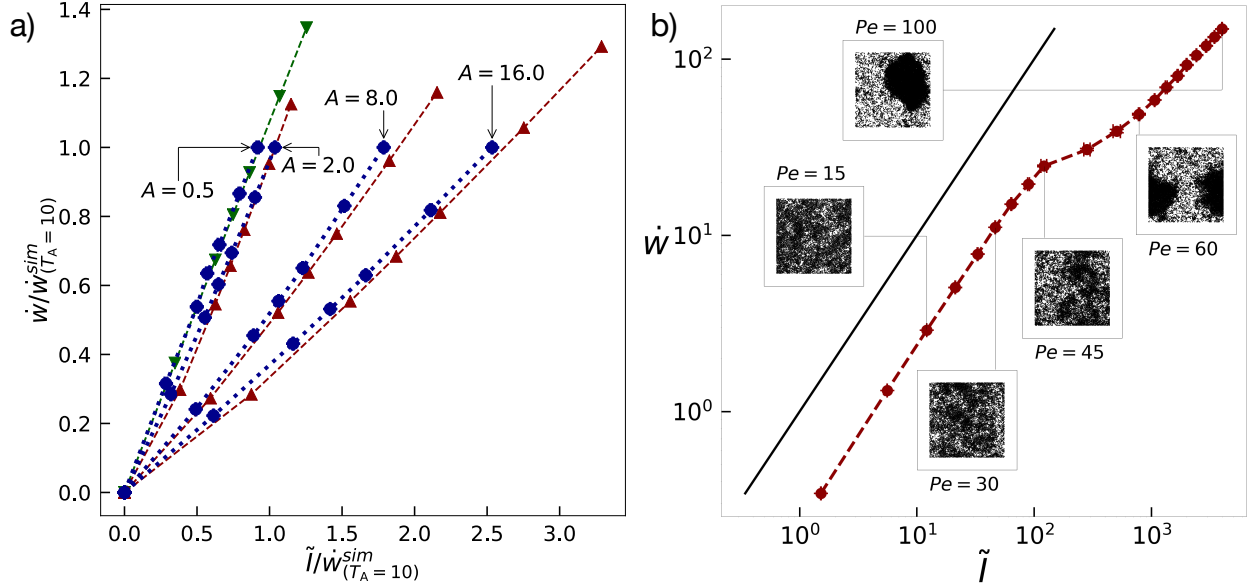 a)
1.4
1.2
1.0
0.8
0.6
0.4
0.2
0.0
ẇ/ẇ^{sim}_{(T_A = 10)}
A = 0.5
A = 2.0
A = 8.0
A = 16.0
0.0 0.5 1.0 1.5 2.0 2.5 3.0
Ĩ/ẇ^{sim}_{(T_A = 10)}
b)
10^2
10^1
10^0
ẇ
Pe = 100
Pe = 15
Pe = 60
Pe = 45
Pe = 30
10^0 10^1 10^2 10^3
Ĩ